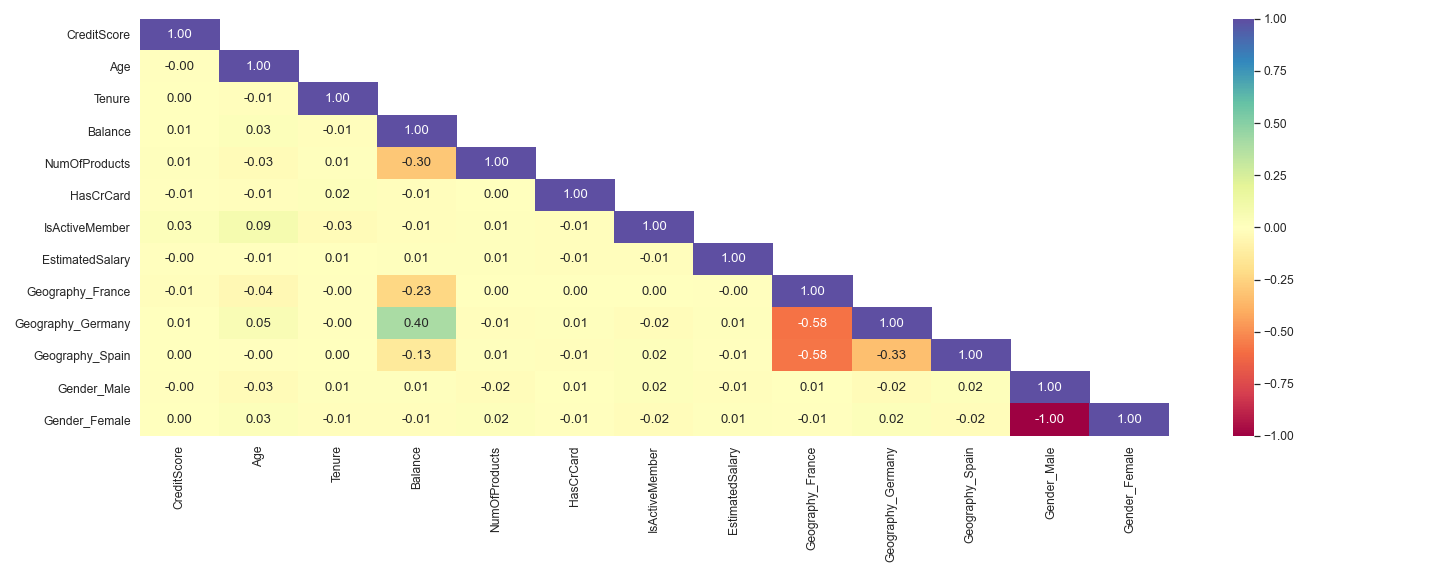 CreditScore 1.00 1.00
Age -0.00 1.00 0.75
Tenure 0.00 -0.01 1.00
Balance 0.01 0.03 -0.01 1.00 0.50
NumOfProducts 0.01 -0.03 0.01 -0.30 1.00
HasCrCard -0.01 -0.01 0.02 -0.01 0.00 1.00 0.25
IsActiveMember 0.03 0.09 -0.03 -0.01 0.01 -0.01 1.00 0.00
EstimatedSalary -0.00 -0.01 0.01 0.01 0.01 -0.01 -0.01 1.00
Geography_France -0.01 -0.04 -0.00 -0.23 0.00 0.00 0.00 -0.00 1.00 −0.25
Geography_Germany 0.01 0.05 -0.00 0.40 -0.01 0.01 -0.02 0.01 -0.58 1.00 −0.50
Geography_Spain 0.00 -0.00 0.00 -0.13 0.01 -0.01 0.02 -0.01 -0.58 -0.33 1.00
Gender_Male -0.00 -0.03 0.01 0.01 -0.02 0.01 0.02 -0.01 0.01 -0.02 0.02 1.00 −0.75
Gender_Female 0.00 0.03 -0.01 -0.01 0.02 -0.01 -0.02 0.01 -0.01 0.02 -0.02 -1.00 1.00 −1.00
CreditScore
Age
Tenure
Balance
NumOfProducts
HasCrCard
IsActiveMember
EstimatedSalary
Geography_France
Geography_Germany
Geography_Spain
Gender_Male
Gender_Female